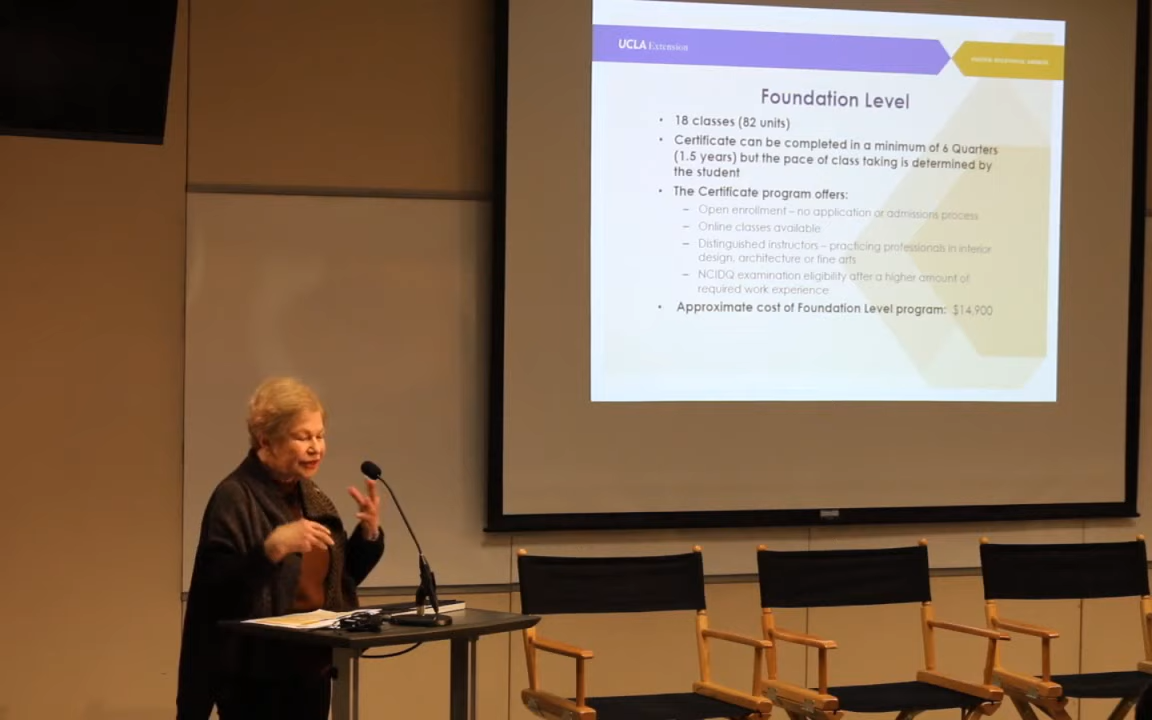 UCLA Extension
Foundation Level
• 18 classes (82 units)
• Certificate can be completed in a minimum of 6 Quarters
(1.5 years) but the pace of class taking is determined by
the student
• The Certificate program offers:
– Open enrollment – no application or admissions process
– Online classes available
– Distinguished instructors – practicing professionals in interior
design, architecture or fine arts
– NCIDQ examination eligibility after a higher amount of
required work experience
• Approximate cost of Foundation Level program: $14,900